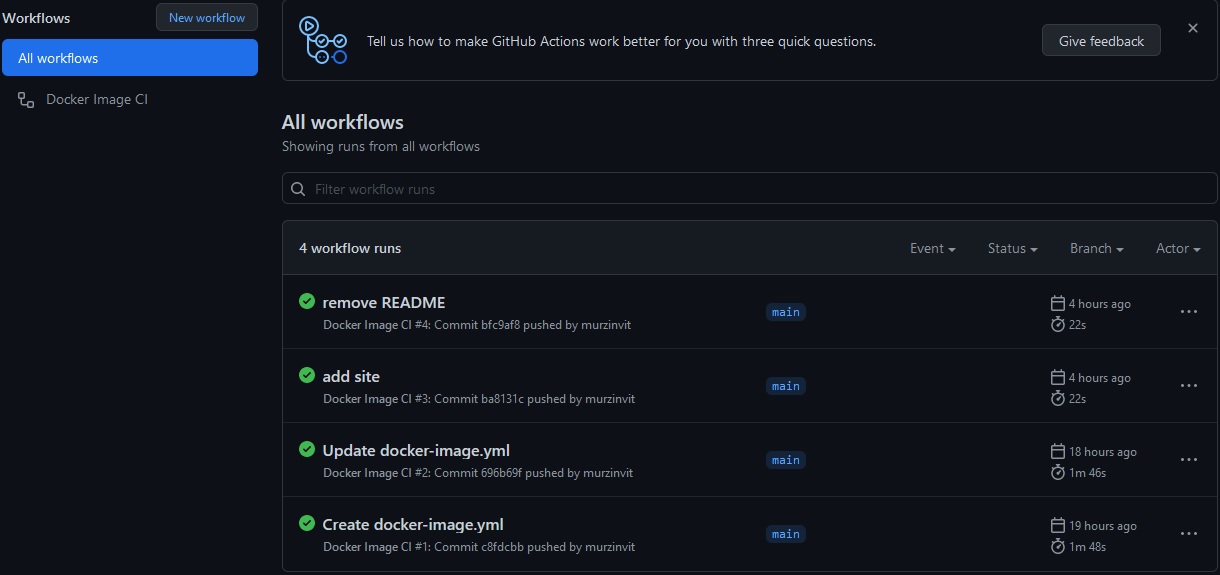 Workflows
New workflow
All workflows
Docker Image CI
Tell us how to make GitHub Actions work better for you with three quick questions.
Give feedback
All workflows
Showing runs from all workflows
Filter workflow runs
4 workflow runs
Event
Status
Branch
Actor
remove README
Docker Image CI #4: Commit bfc9af8 pushed by murzinvit
main
4 hours ago
22s
add site
Docker Image CI #3: Commit ba8131c pushed by murzinvit
main
4 hours ago
22s
Update docker-image.yml
Docker Image CI #2: Commit 696b69f pushed by murzinvit
main
18 hours ago
1m 46s
Create docker-image.yml
Docker Image CI #1: Commit c8fdcbb pushed by murzinvit
main
19 hours ago
1m 48s